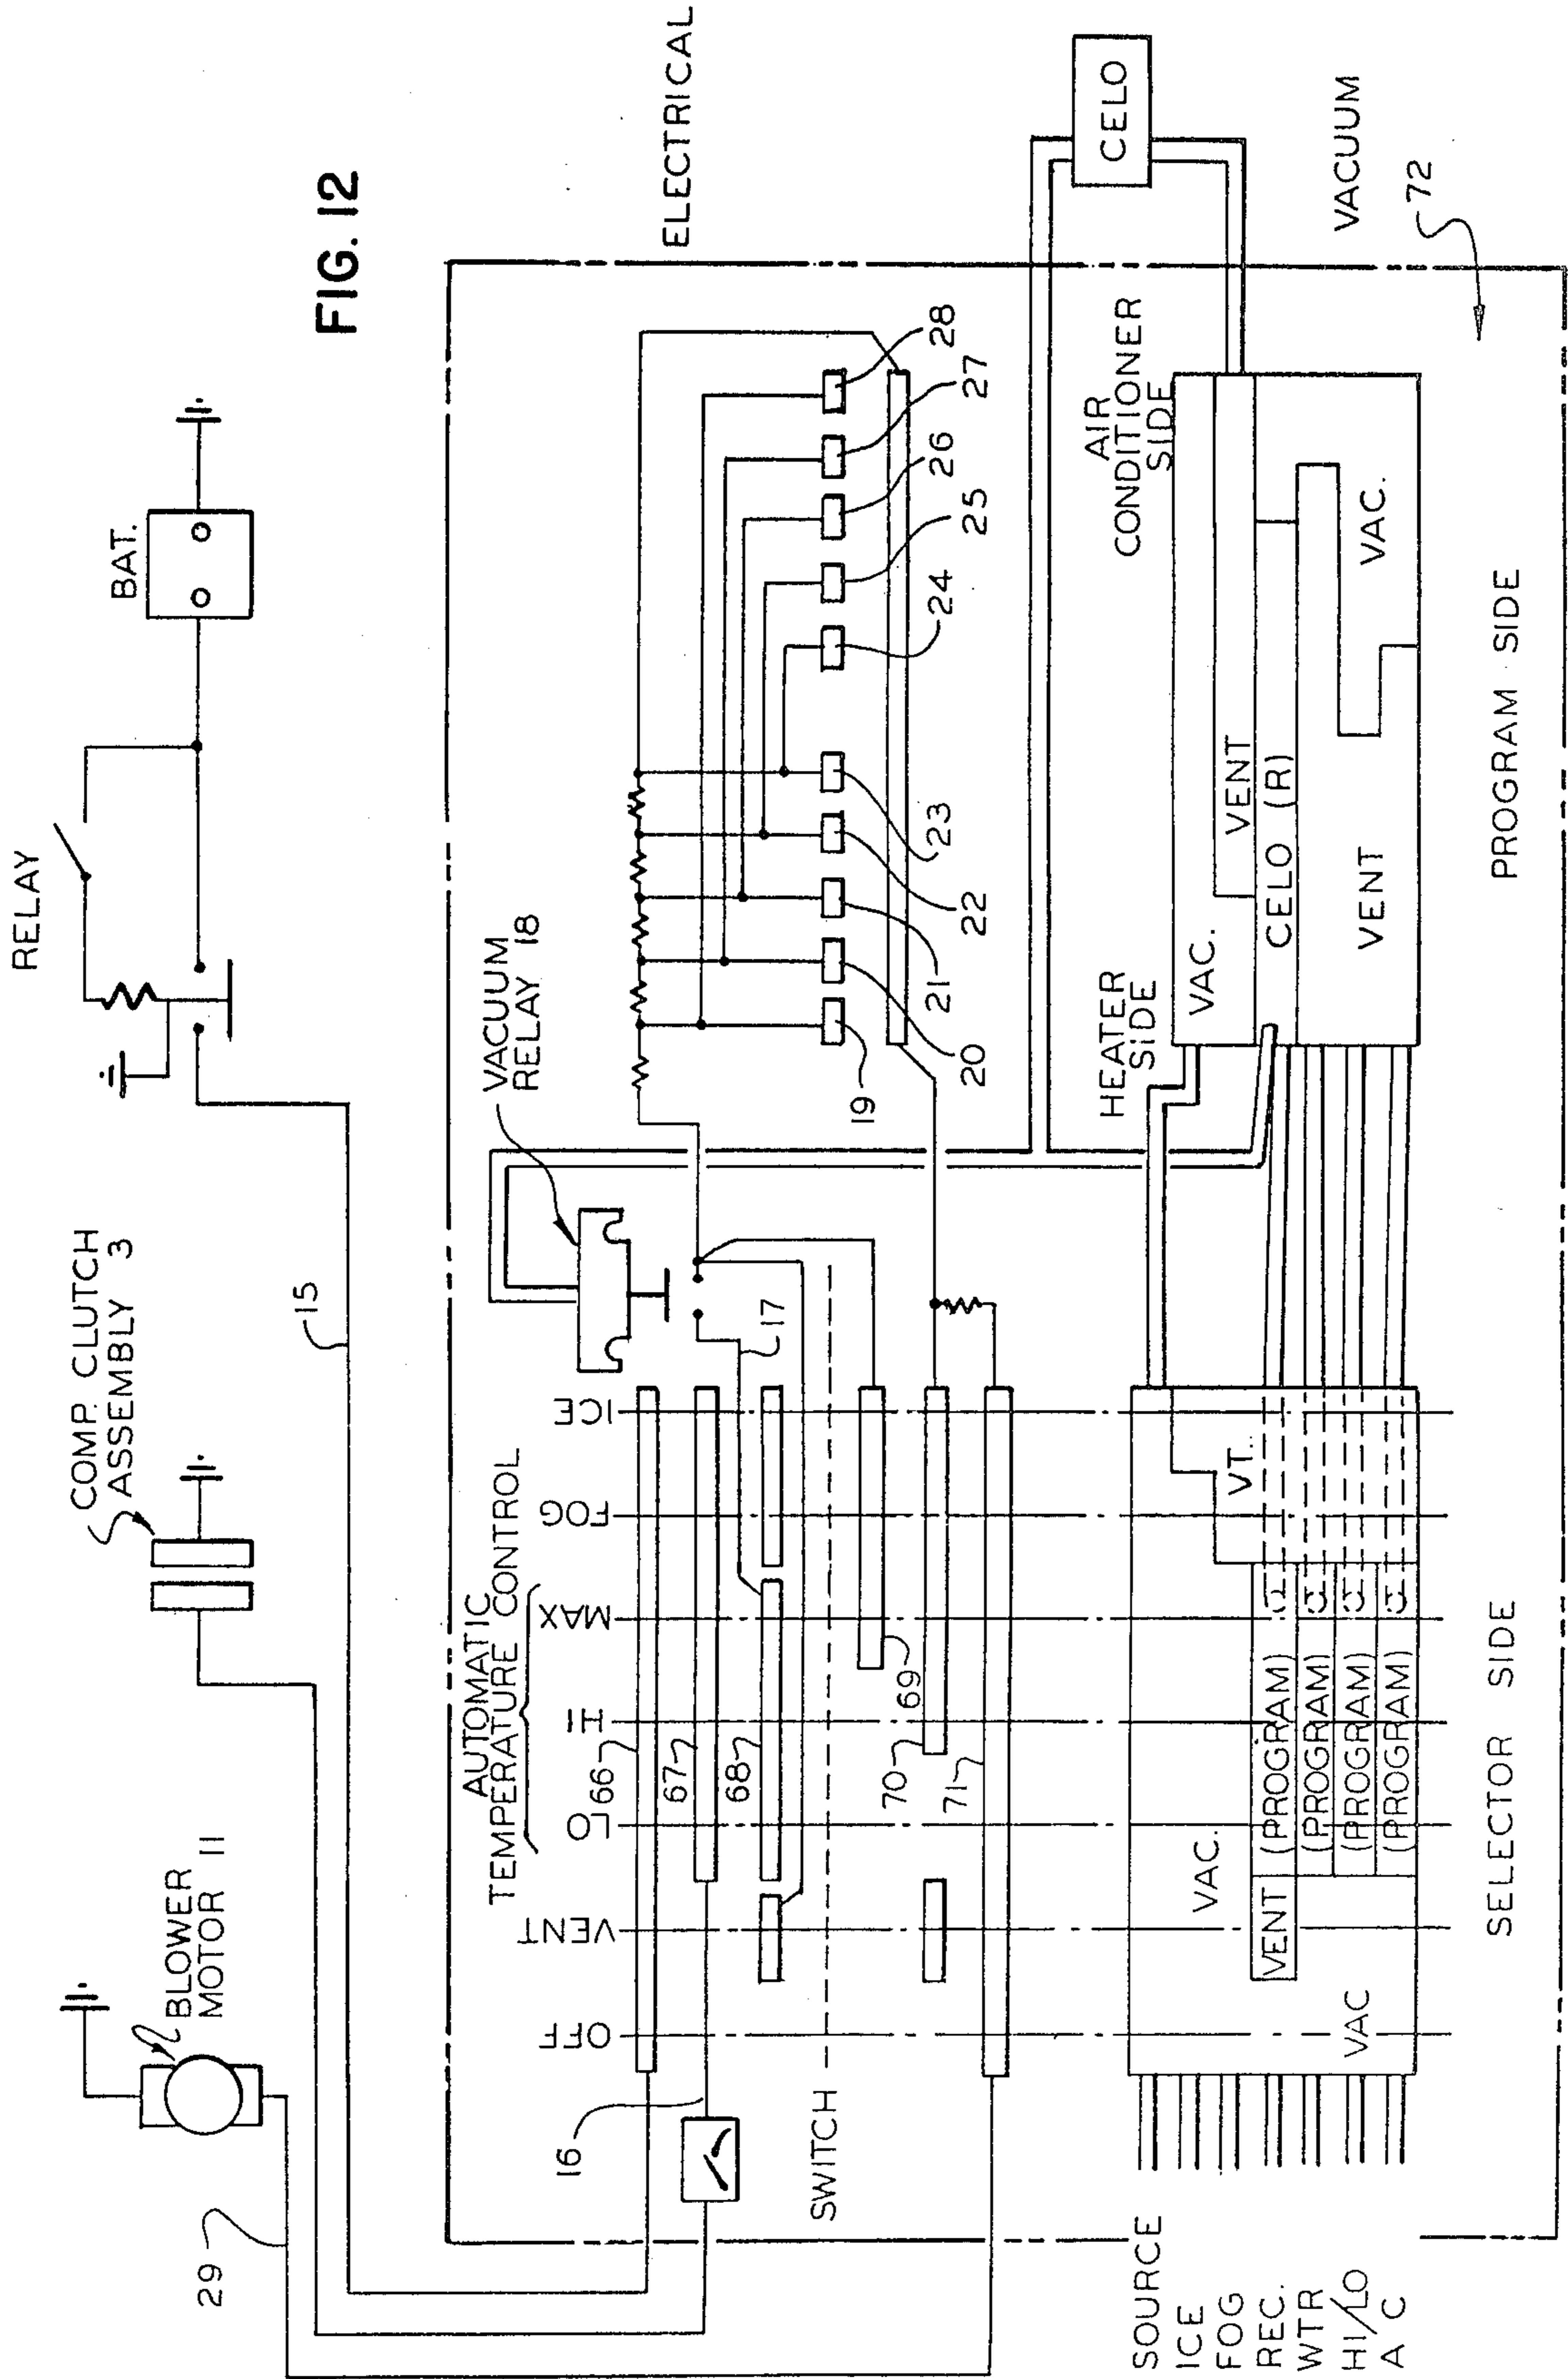 FIG. 12
RELAY
BAT.
COMP. CLUTCH
ASSEMBLY 3
BLOWER
MOTOR 11
29
15
ELECTRICAL
VACUUM
RELAY 18
AUTOMATIC
TEMPERATURE CONTROL
OFF
VENT
LO
HI
MAX
FOG
ICE
66
67
68
69
70
71
16
17
SWITCH
19
20
21
22
23
24
25
26
27
28
CELO
VACUUM
72
HEATER
SIDE
AIR
CONDITIONER
SIDE
VAC.
VENT
CELO (R)
VENT
VAC.
PROGRAM SIDE
SOURCE
ICE
FOG
REC.
WTR
HI/LO
A C
VAC.
VENT
VAC
(PROGRAM)
(PROGRAM)
(PROGRAM)
(PROGRAM)
VT.
SELECTOR SIDE